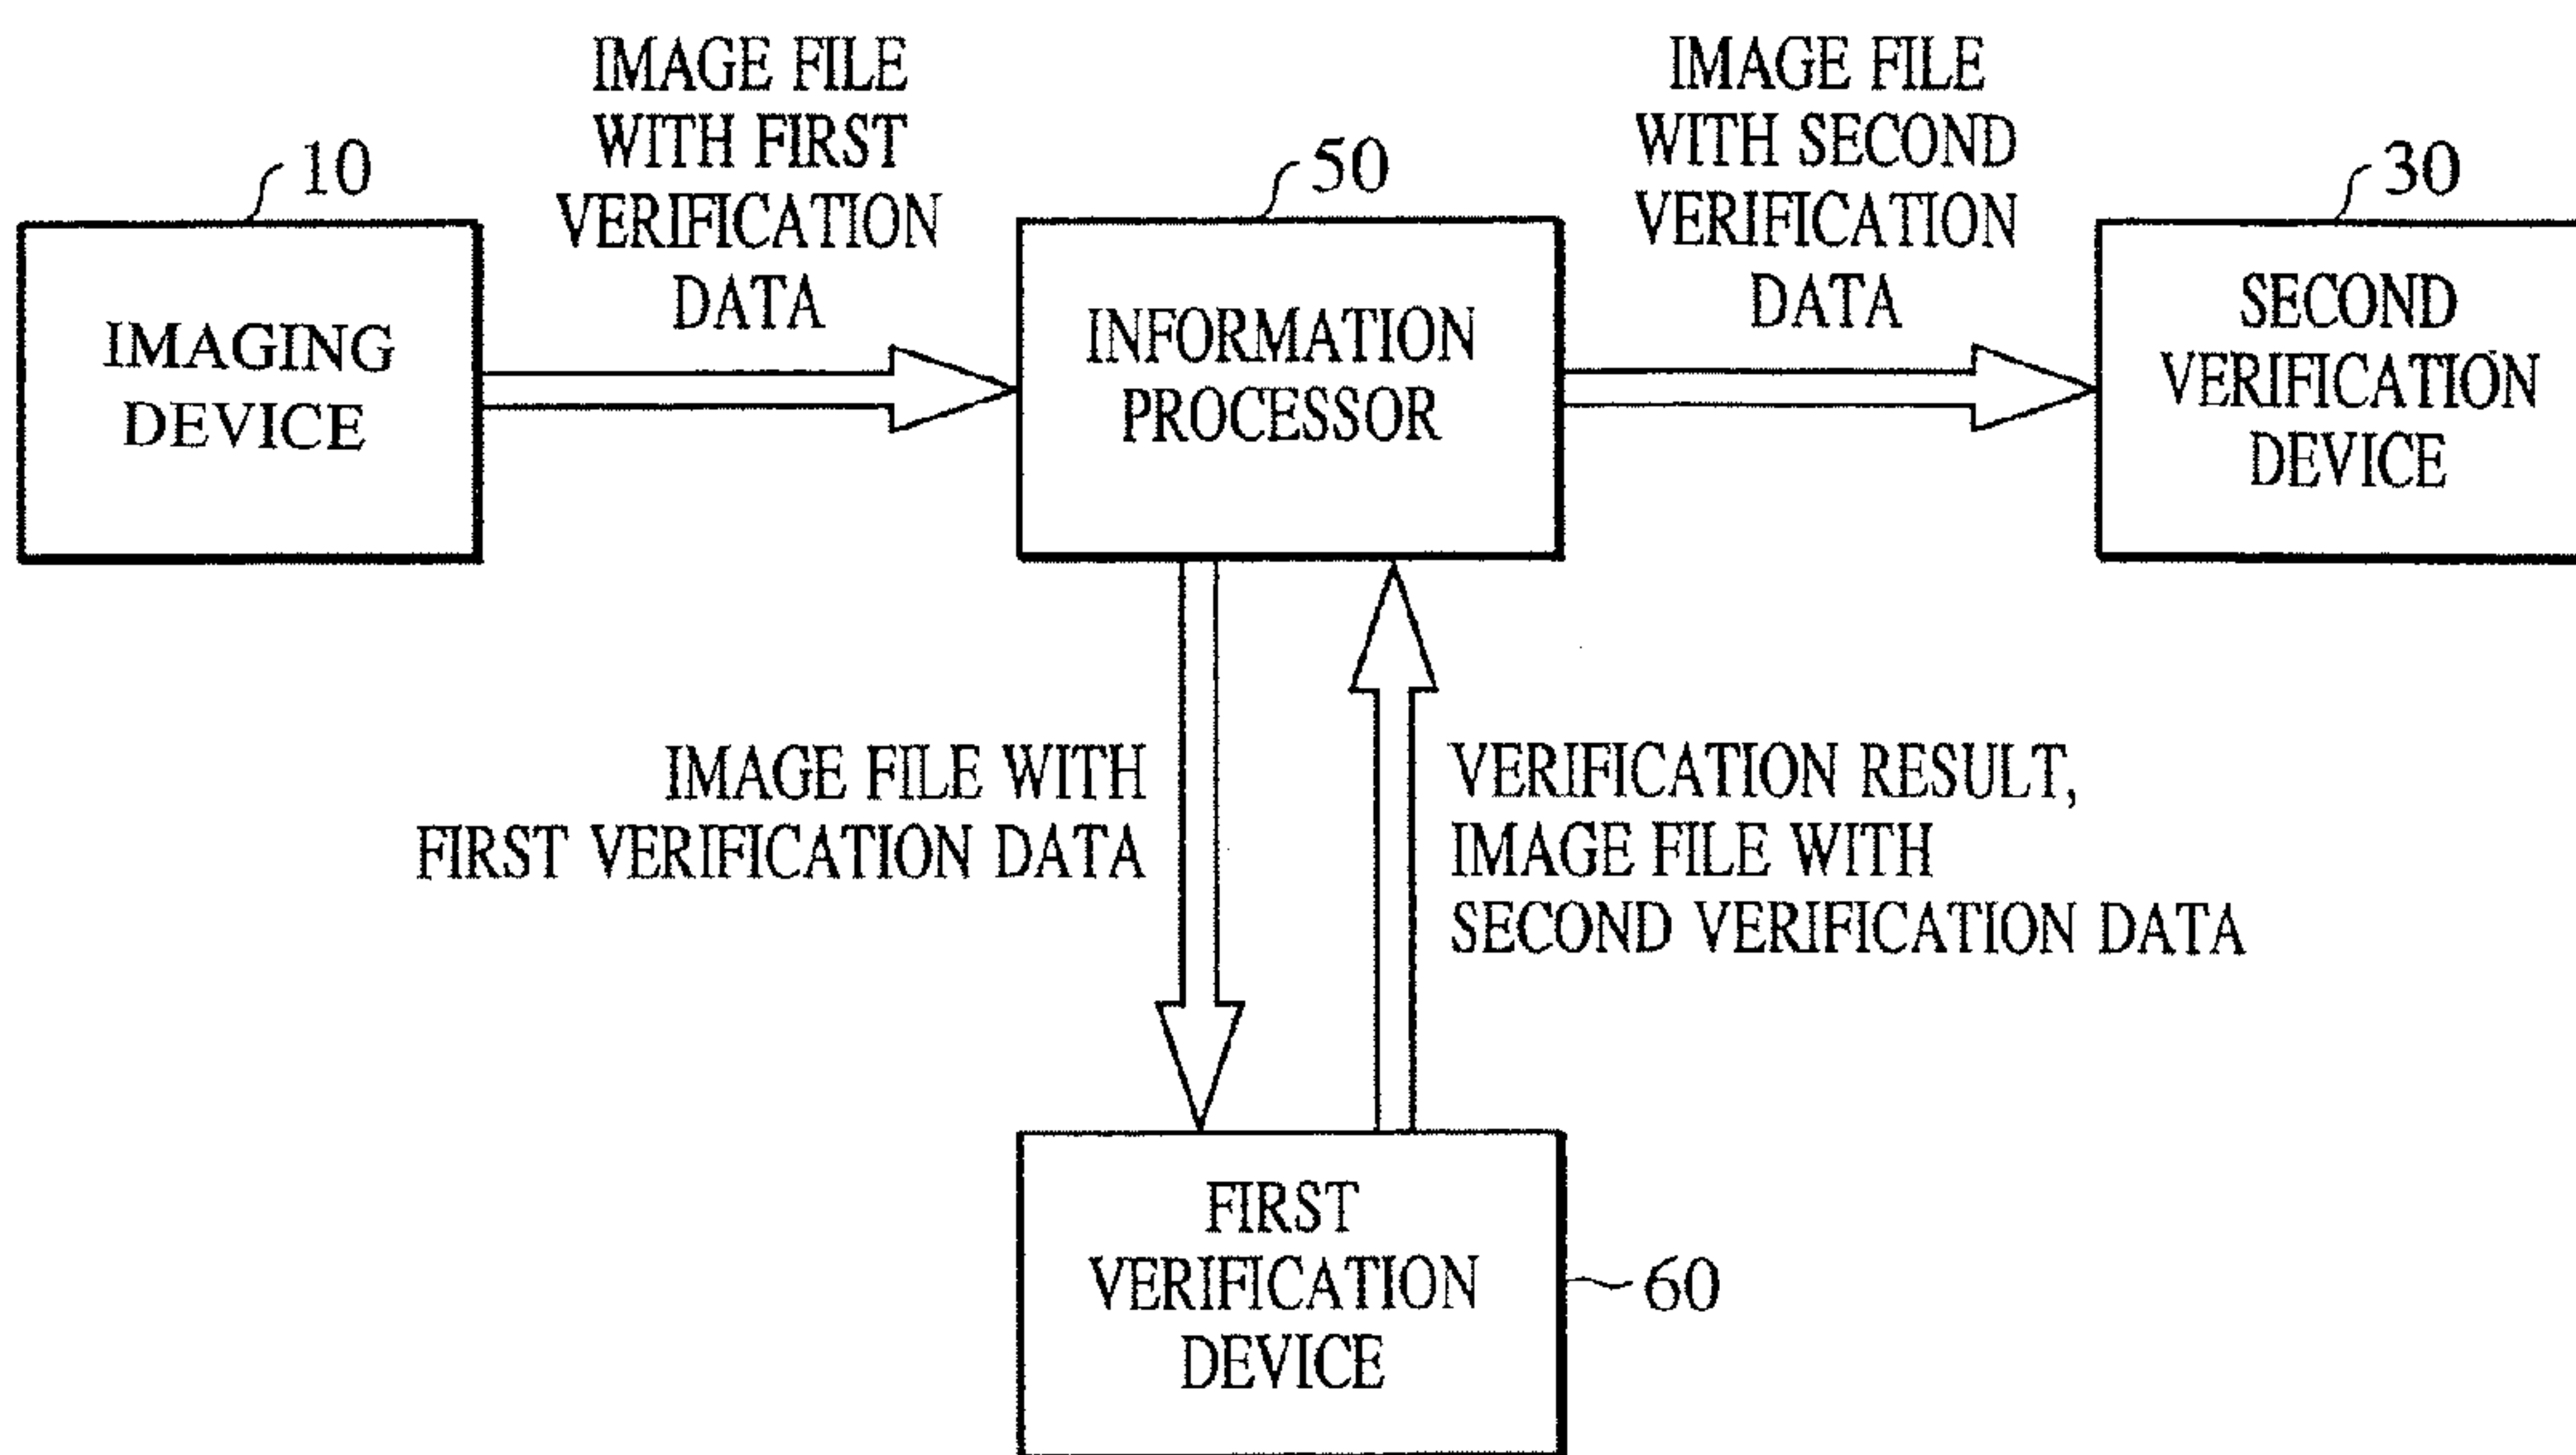 IMAGE FILE
WITH FIRST
VERIFICATION
DATA
IMAGE FILE
WITH SECOND
VERIFICATION
DATA
10
50
30
IMAGING
DEVICE
INFORMATION
PROCESSOR
SECOND
VERIFICATION
DEVICE
IMAGE FILE WITH
FIRST VERIFICATION DATA
VERIFICATION RESULT,
IMAGE FILE WITH
SECOND VERIFICATION DATA
FIRST
VERIFICATION
DEVICE
60